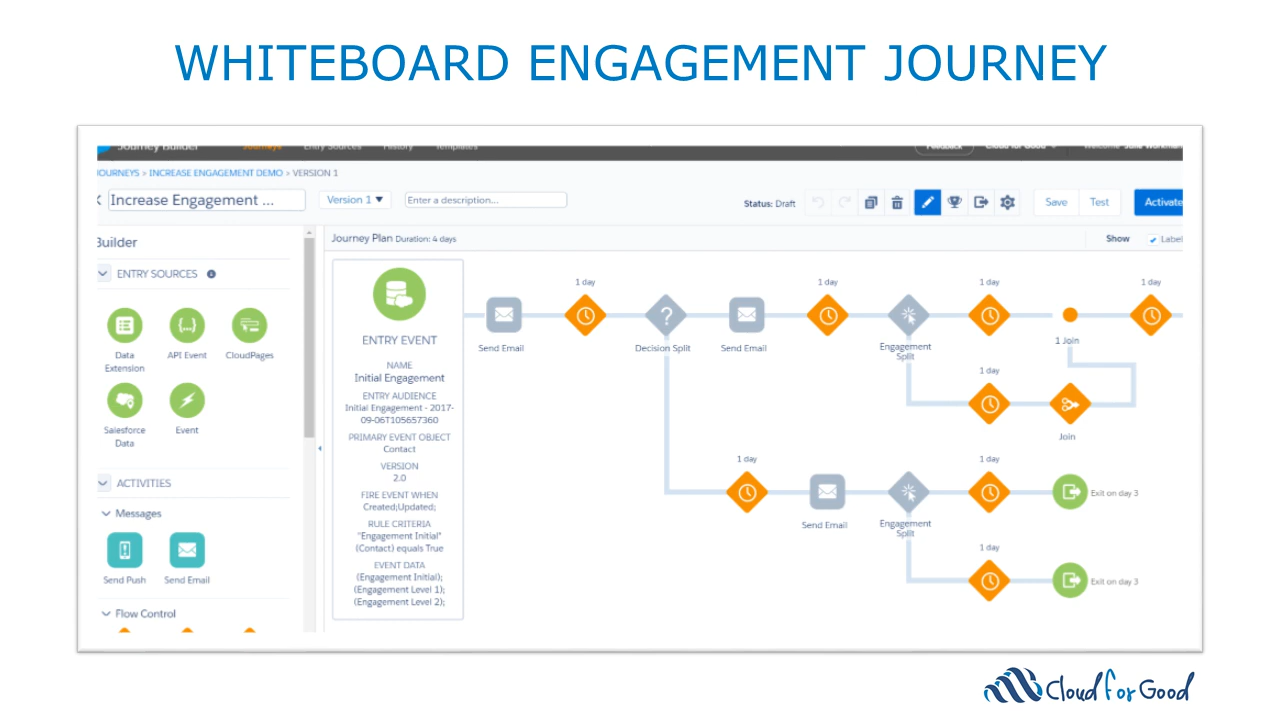 WHITEBOARD ENGAGEMENT JOURNEY
Journey Builder Journeys Entry Sources History Templates Feedback Cloud for Good Welcome
JOURNEYS > INCREASE ENGAGEMENT DEMO > VERSION 1
Increase Engagement ... Version 1 Enter a description... Status: Draft Save Test Activate
Builder
Journey Plan Duration: 4 days Show Label
ENTRY SOURCES
Data Extension
API Event
CloudPages
Salesforce Data
Event
ACTIVITIES
Messages
Send Push
Send Email
Flow Control
ENTRY EVENT
NAME
Initial Engagement
ENTRY AUDIENCE
Initial Engagement - 2017-
09-06T105657360
PRIMARY EVENT OBJECT
Contact
VERSION
2.0
FIRE EVENT WHEN
Created;Updated;
RULE CRITERIA
"Engagement Initial"
(Contact) equals True
EVENT DATA
(Engagement Initial);
(Engagement Level 1);
(Engagement Level 2);
1 day 1 day 1 day 1 day
Send Email Decision Split Send Email Engagement Split 1 Join
1 day
Join
1 day 1 day
Send Email Engagement Split Exit on day 3
1 day
Exit on day 3
Cloud for Good